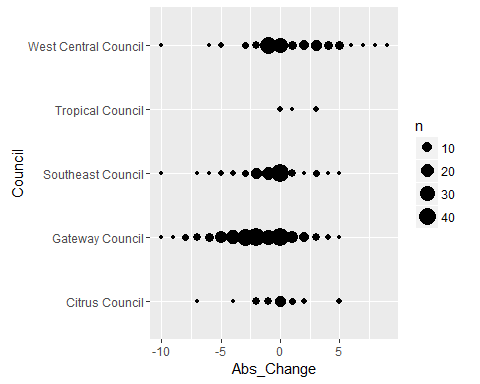 West Central Council
Tropical Council
Southeast Council
Gateway Council
Citrus Council
Council
-10
-5
0
5
Abs_Change
n
10
20
30
40